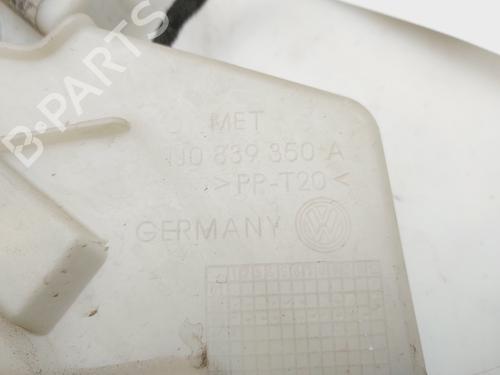 B-PARTS
MET
1J0 839 350 A
>PP-T20<
GERMANY